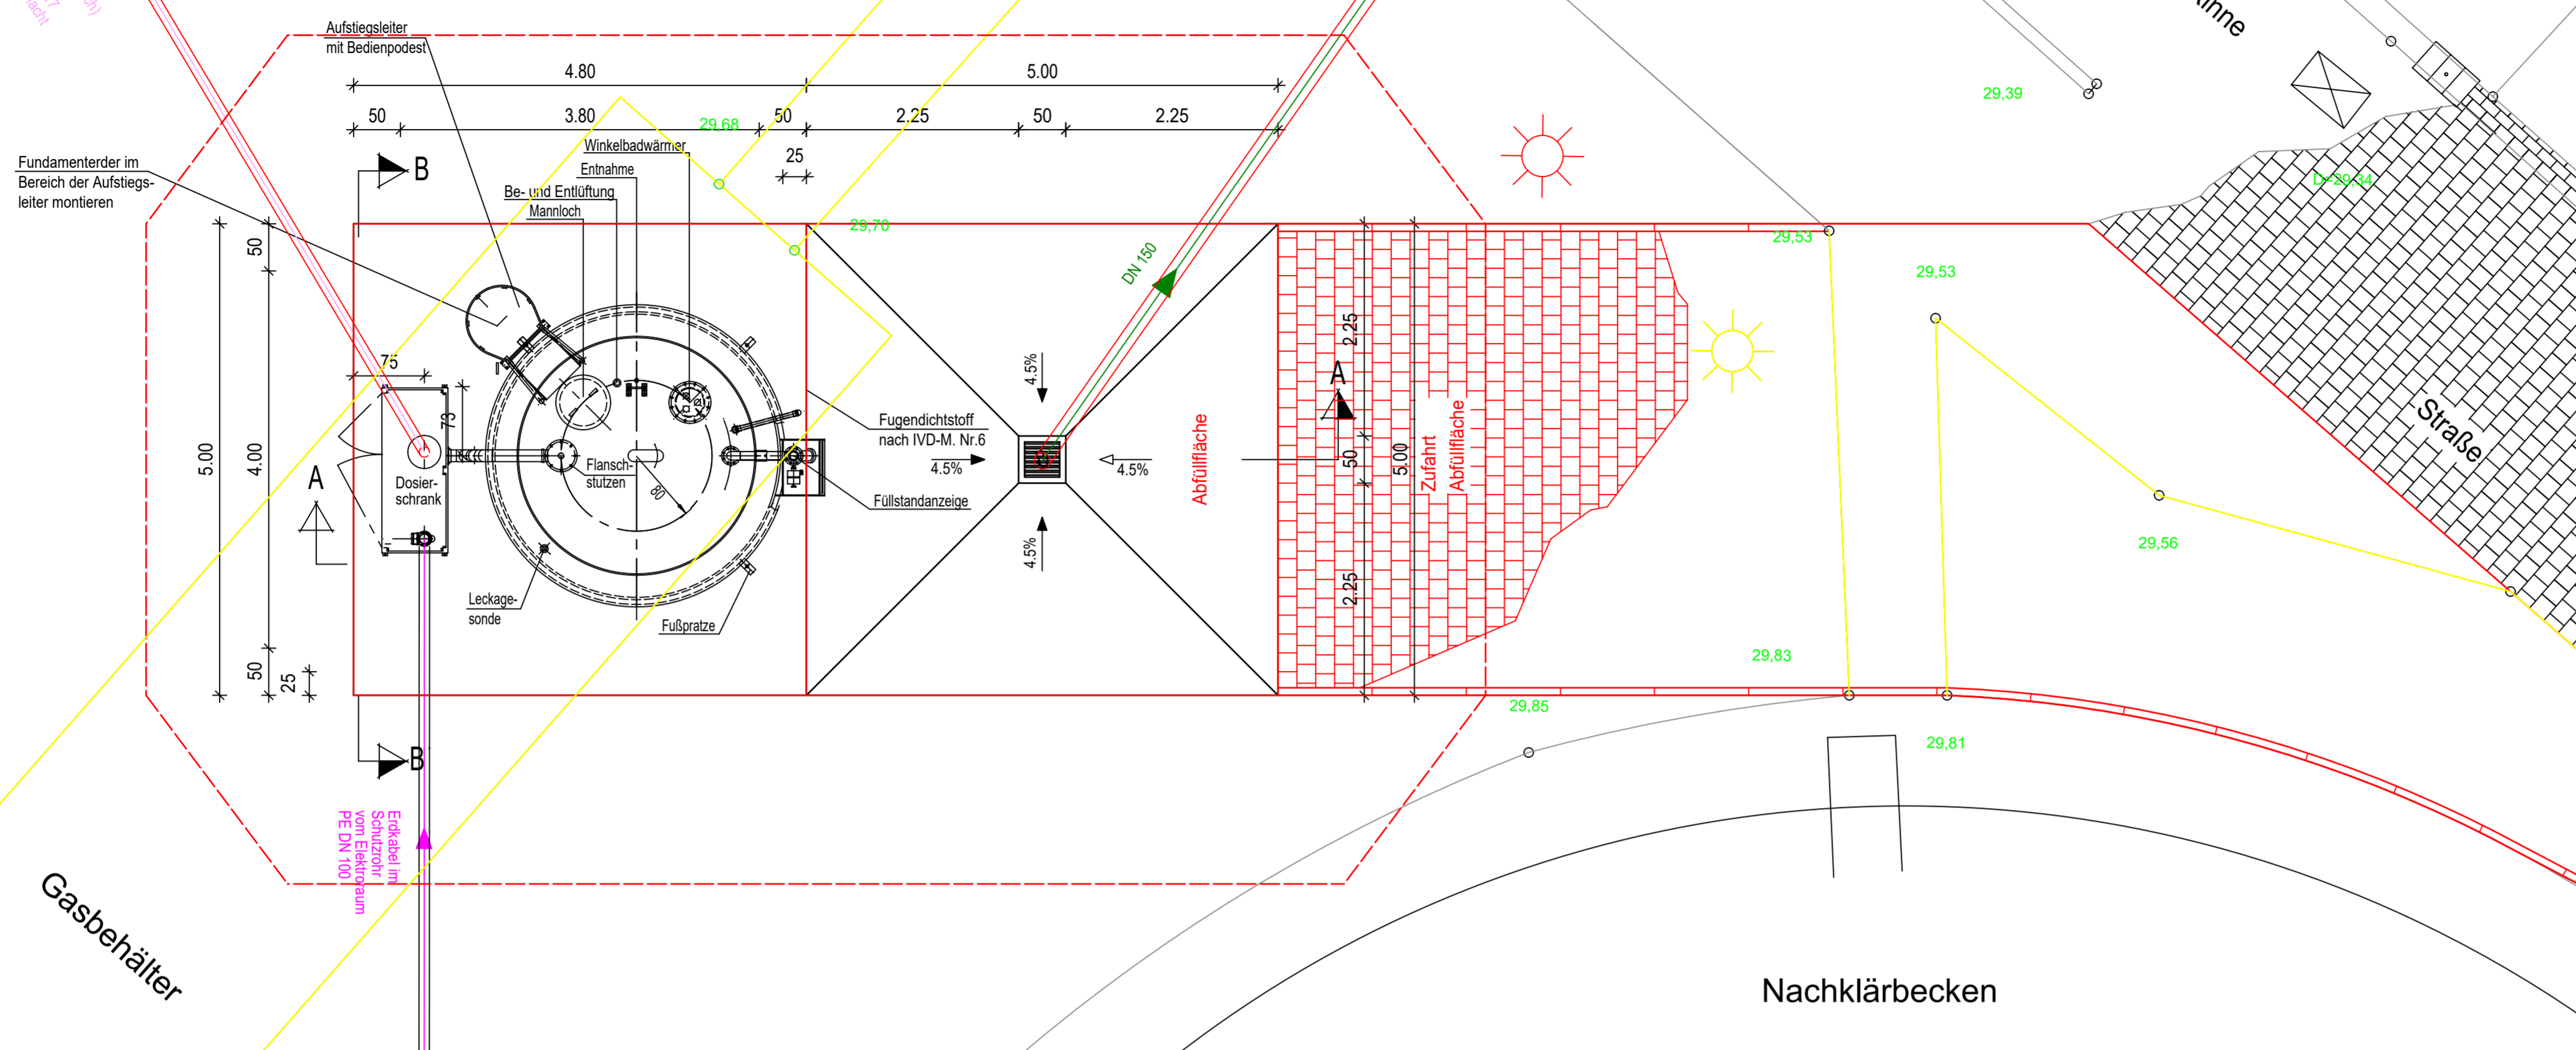 Aufstiegsleiter
mit Bedienpodest
4.80
5.00
50
3.80
50
2.25
50
2.25
29,68
25
Winkelbadwärmer
Entnahme
Be- und Entlüftung
Mannloch
Fundamenterder im
Bereich der Aufstiegs-
leiter montieren
B
29,70
29,39
D=29,34
29,53
29,53
DN 150
50
5.00
4.00
50
25
75
73
A
Dosier-
schrank
Flansch-
stutzen
80
Leckage-
sonde
Fußpratze
Fugendichtstoff
nach IVD-M. Nr.6
Füllstandanzeige
4.5%
4.5%
4.5%
4.5%
Abfüllfläche
A
2.25
50
2.25
5.00
Zufahrt
Abfüllfläche
Straße
29,56
29,83
29,85
29,81
B
Erdkabel im
Schutzrohr
vom Elektroraum
PE DN 100
Gasbehälter
Nachklärbecken